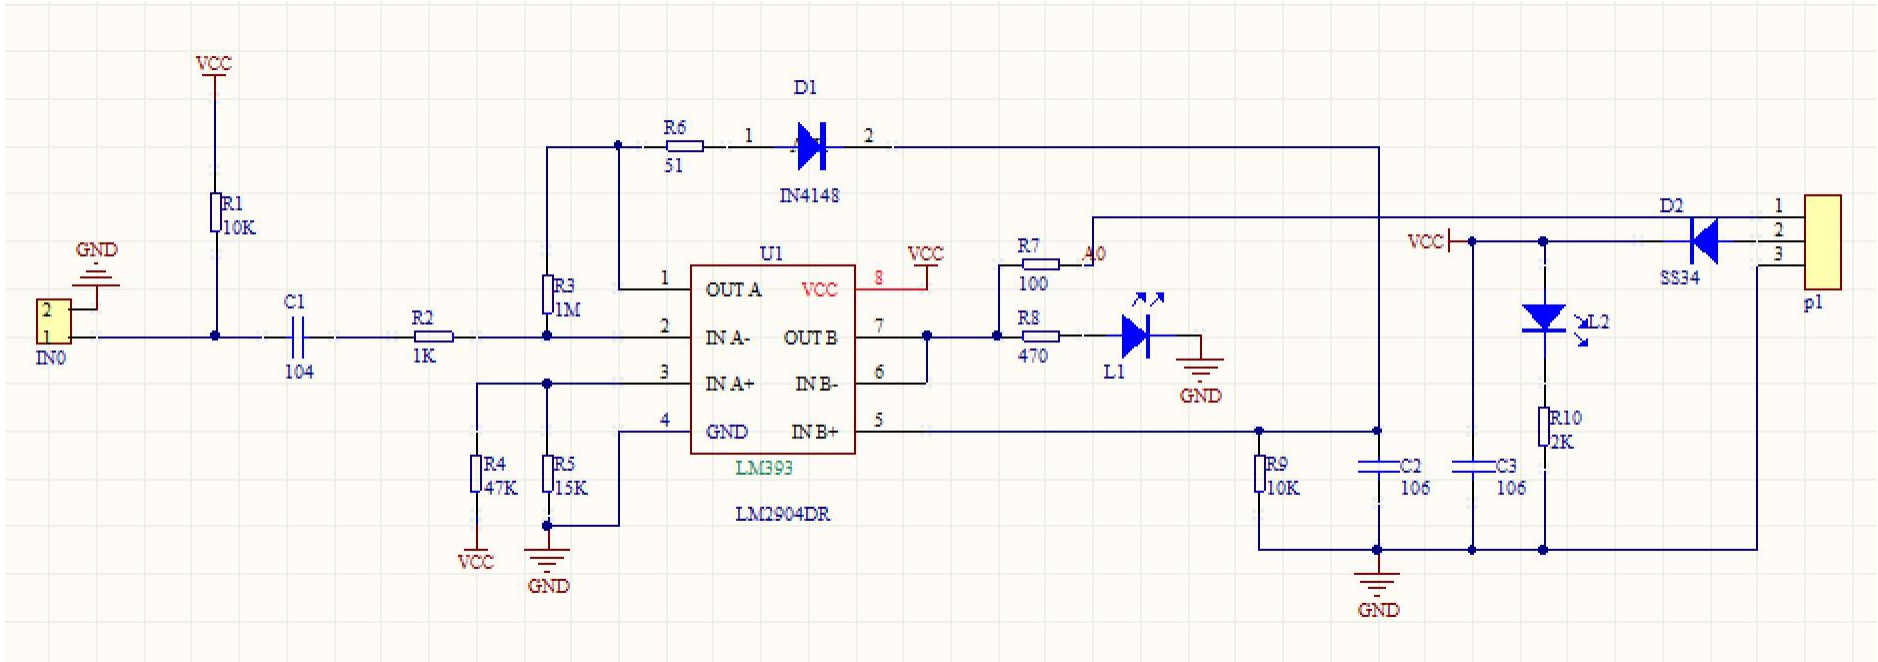 VCC
R1
10K
GND
2
1
IN0
C1
104
R2
1K
R3
1M
R6
51
1
D1
2
IN4148
U1
1
OUT A
2
IN A-
3
IN A+
4
GND
VCC
8
OUT B
7
IN B-
6
IN B+
5
LM393
LM2904DR
VCC
R4
47K
VCC
R5
15K
GND
R7
100
A0
R8
470
L1
GND
R9
10K
C2
106
GND
VCC
C3
106
L2
R10
2K
D2
SS34
1
2
3
p1